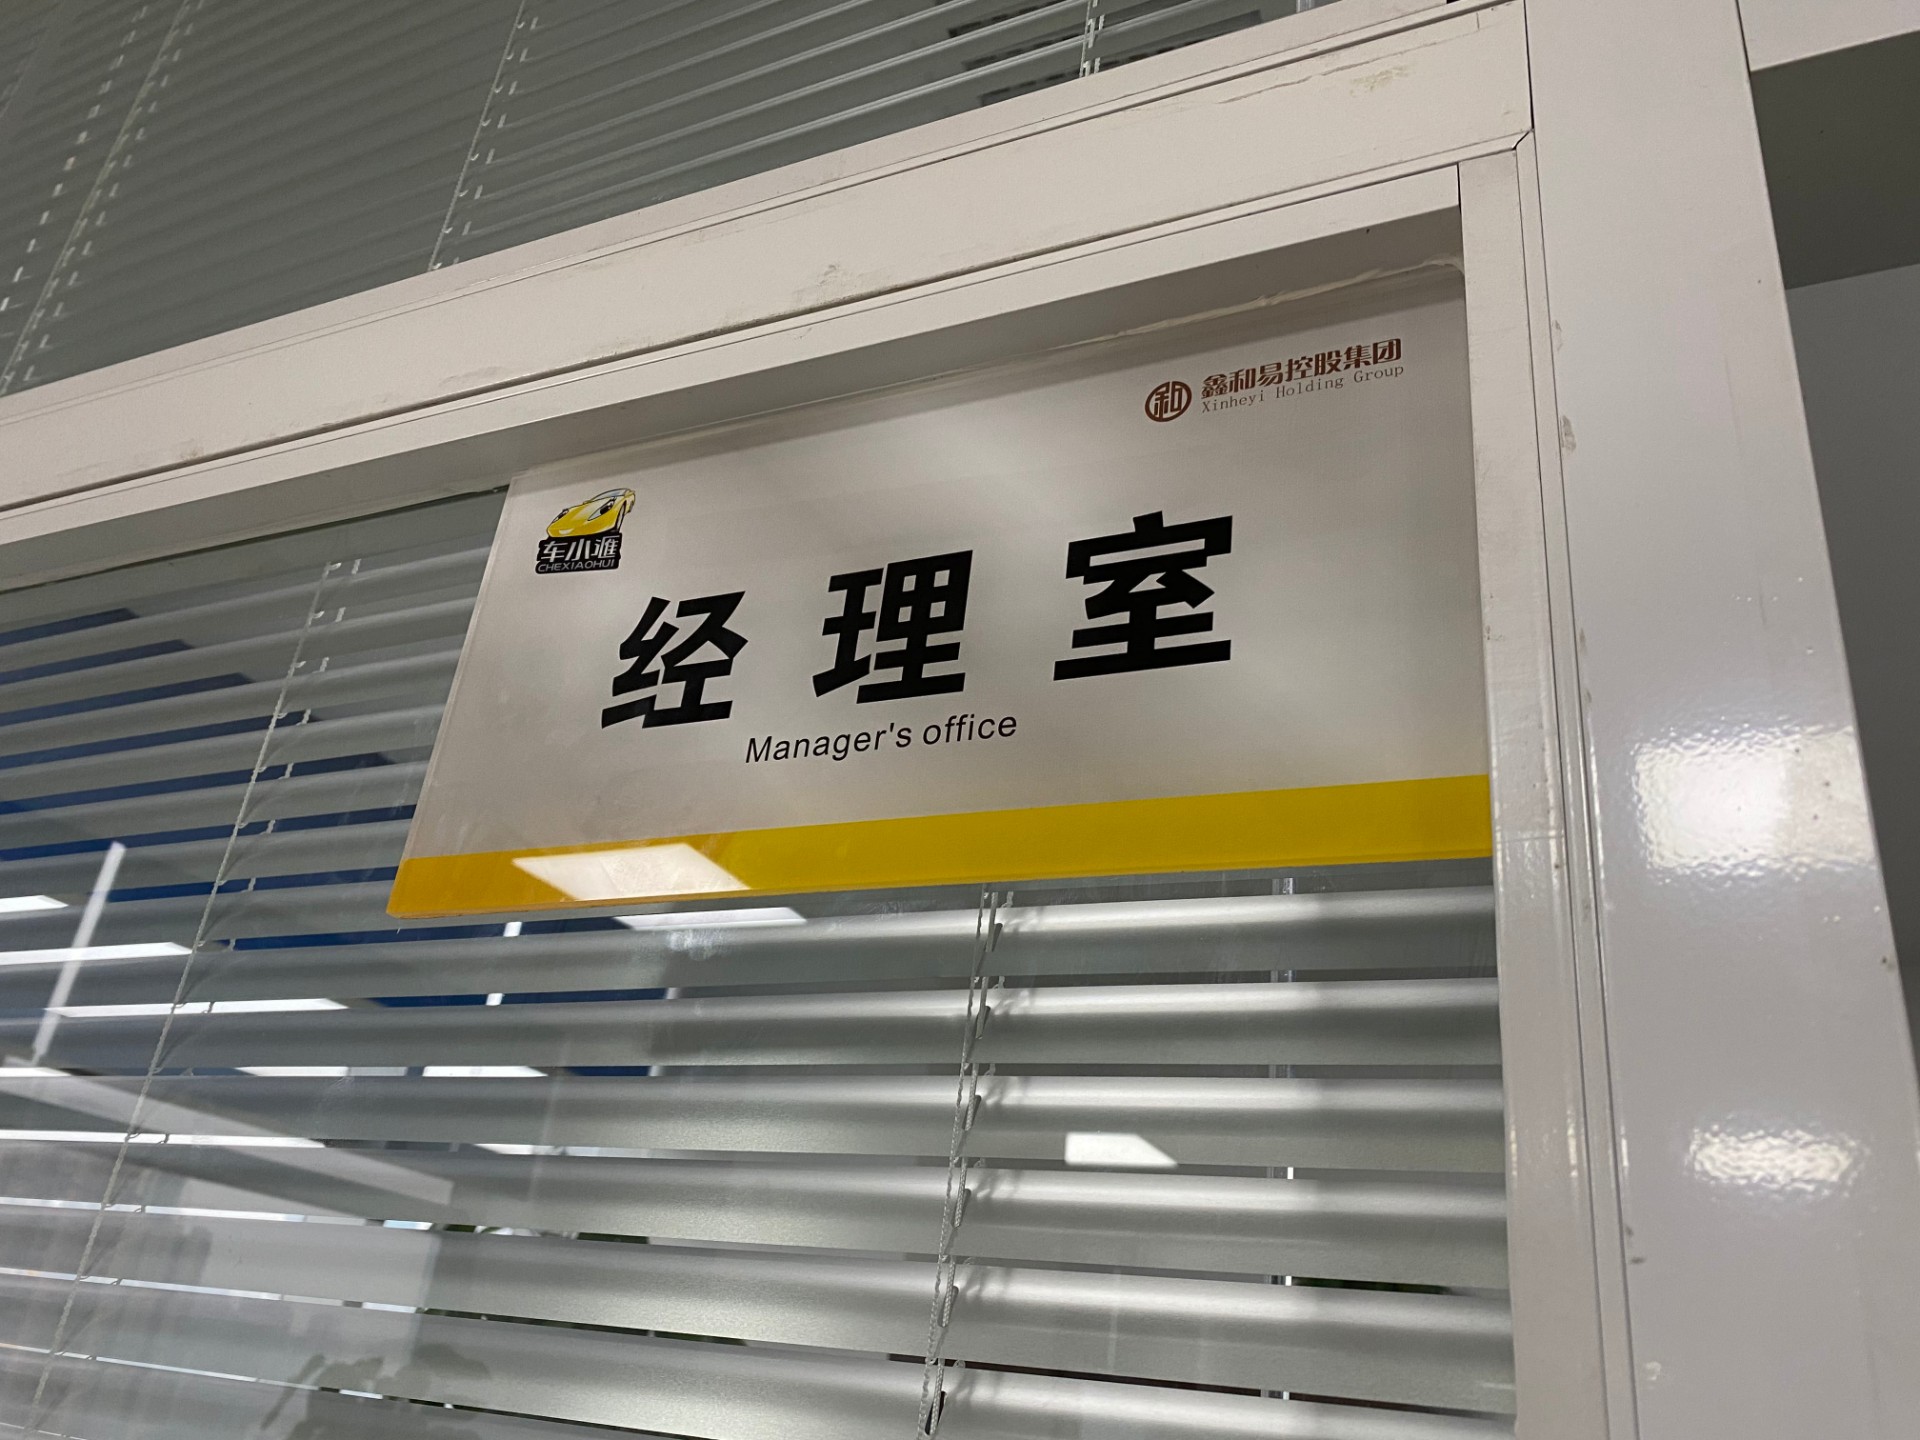 鑫和易控股集团
Xinheyi Holding Group
车小滙
CHEXIAOHUI
经理室
Manager's office